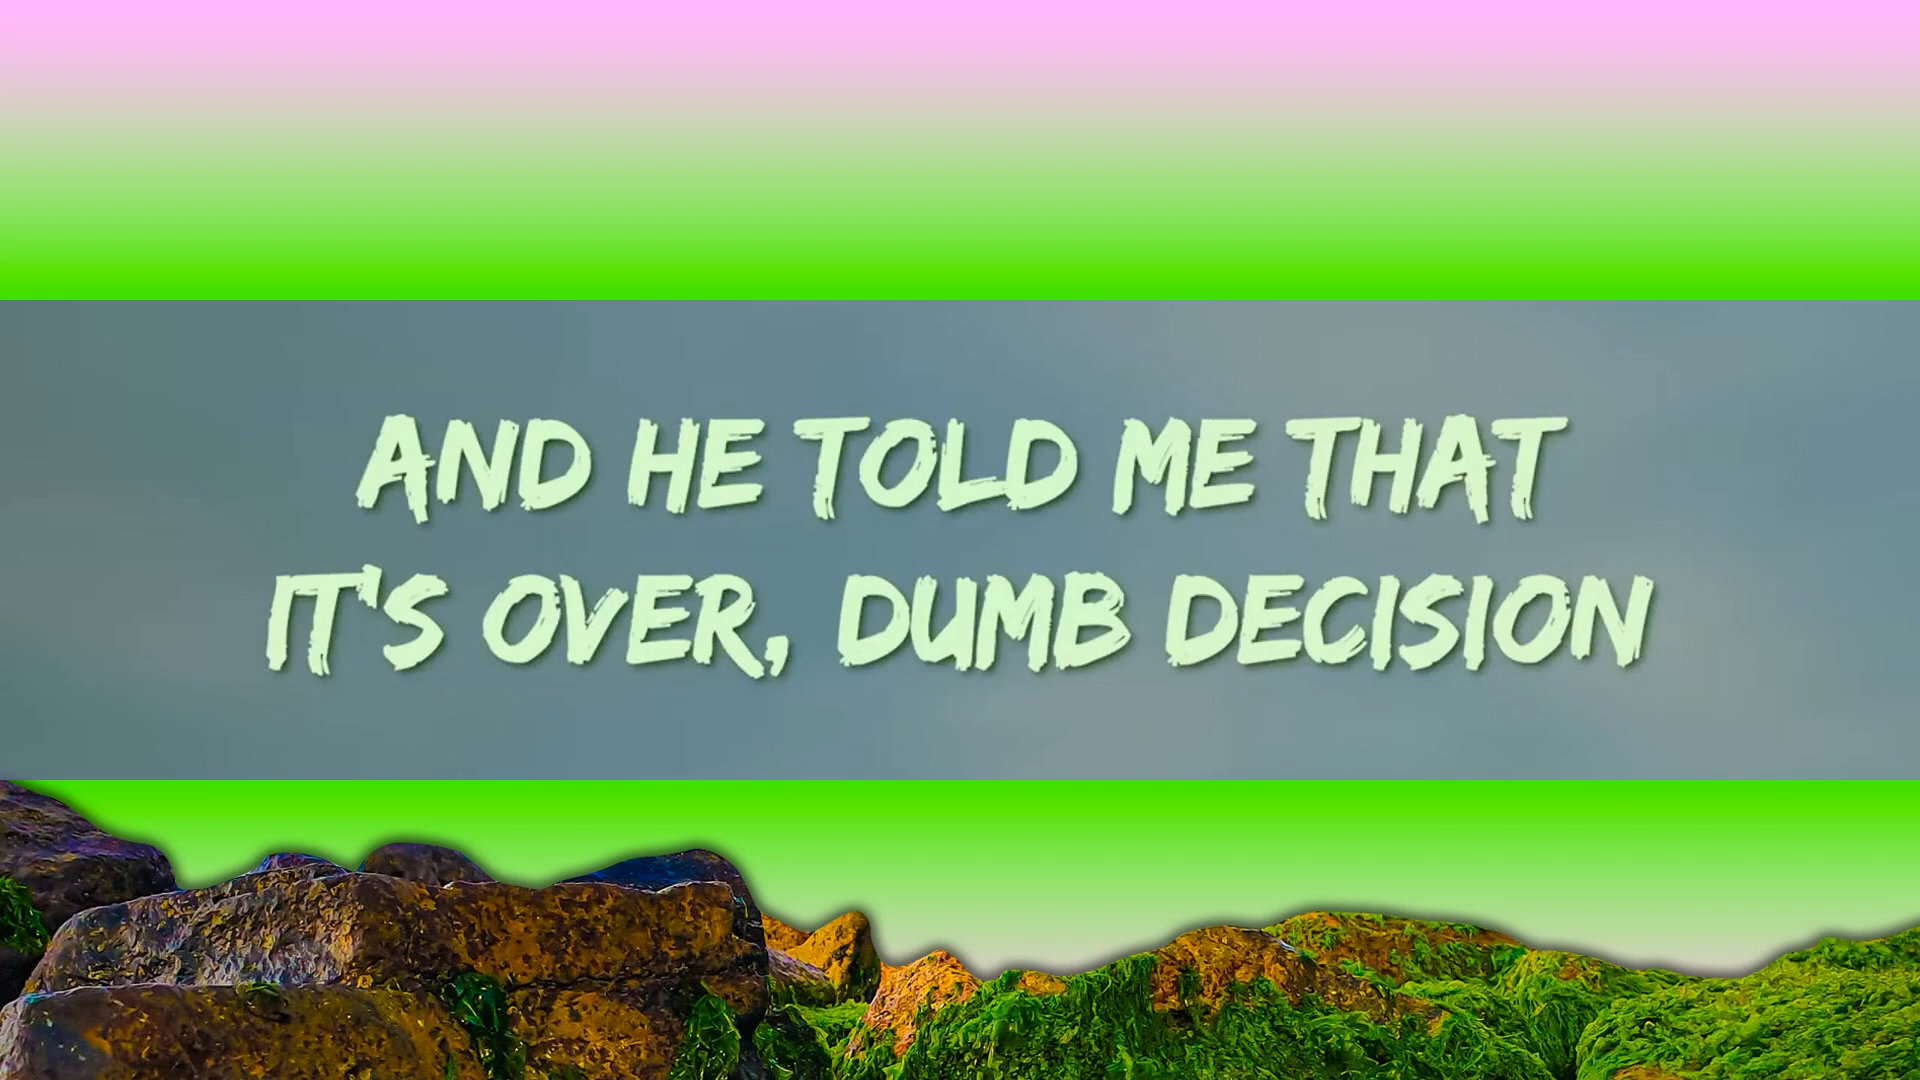 AND HE TOLD ME THAT
IT'S OVER, DUMB DECISION